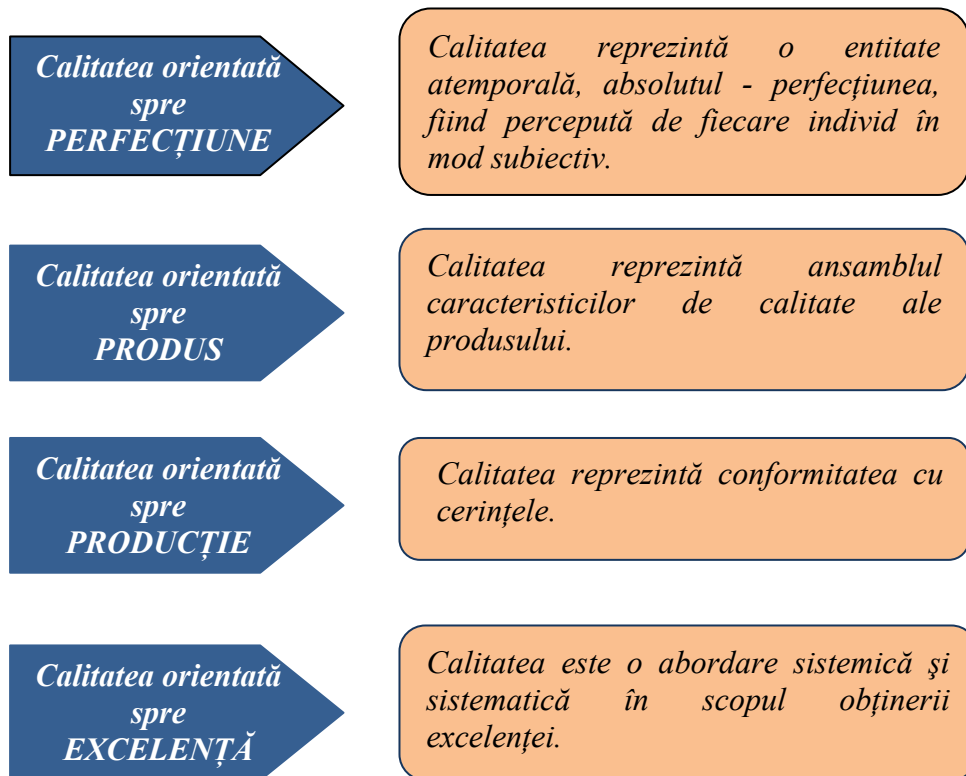 Calitatea orientată
spre
PERFECȚIUNE
Calitatea reprezintă o entitate
atemporală, absolutul - perfecțiunea,
fiind percepută de fiecare individ în
mod subiectiv.
Calitatea orientată
spre
PRODUS
Calitatea reprezintă ansamblul
caracteristicilor de calitate ale
produsului.
Calitatea orientată
spre
PRODUCȚIE
Calitatea reprezintă conformitatea cu
cerințele.
Calitatea orientată
spre
EXCELENȚĂ
Calitatea este o abordare sistemică şi
sistematică în scopul obținerii
excelenței.